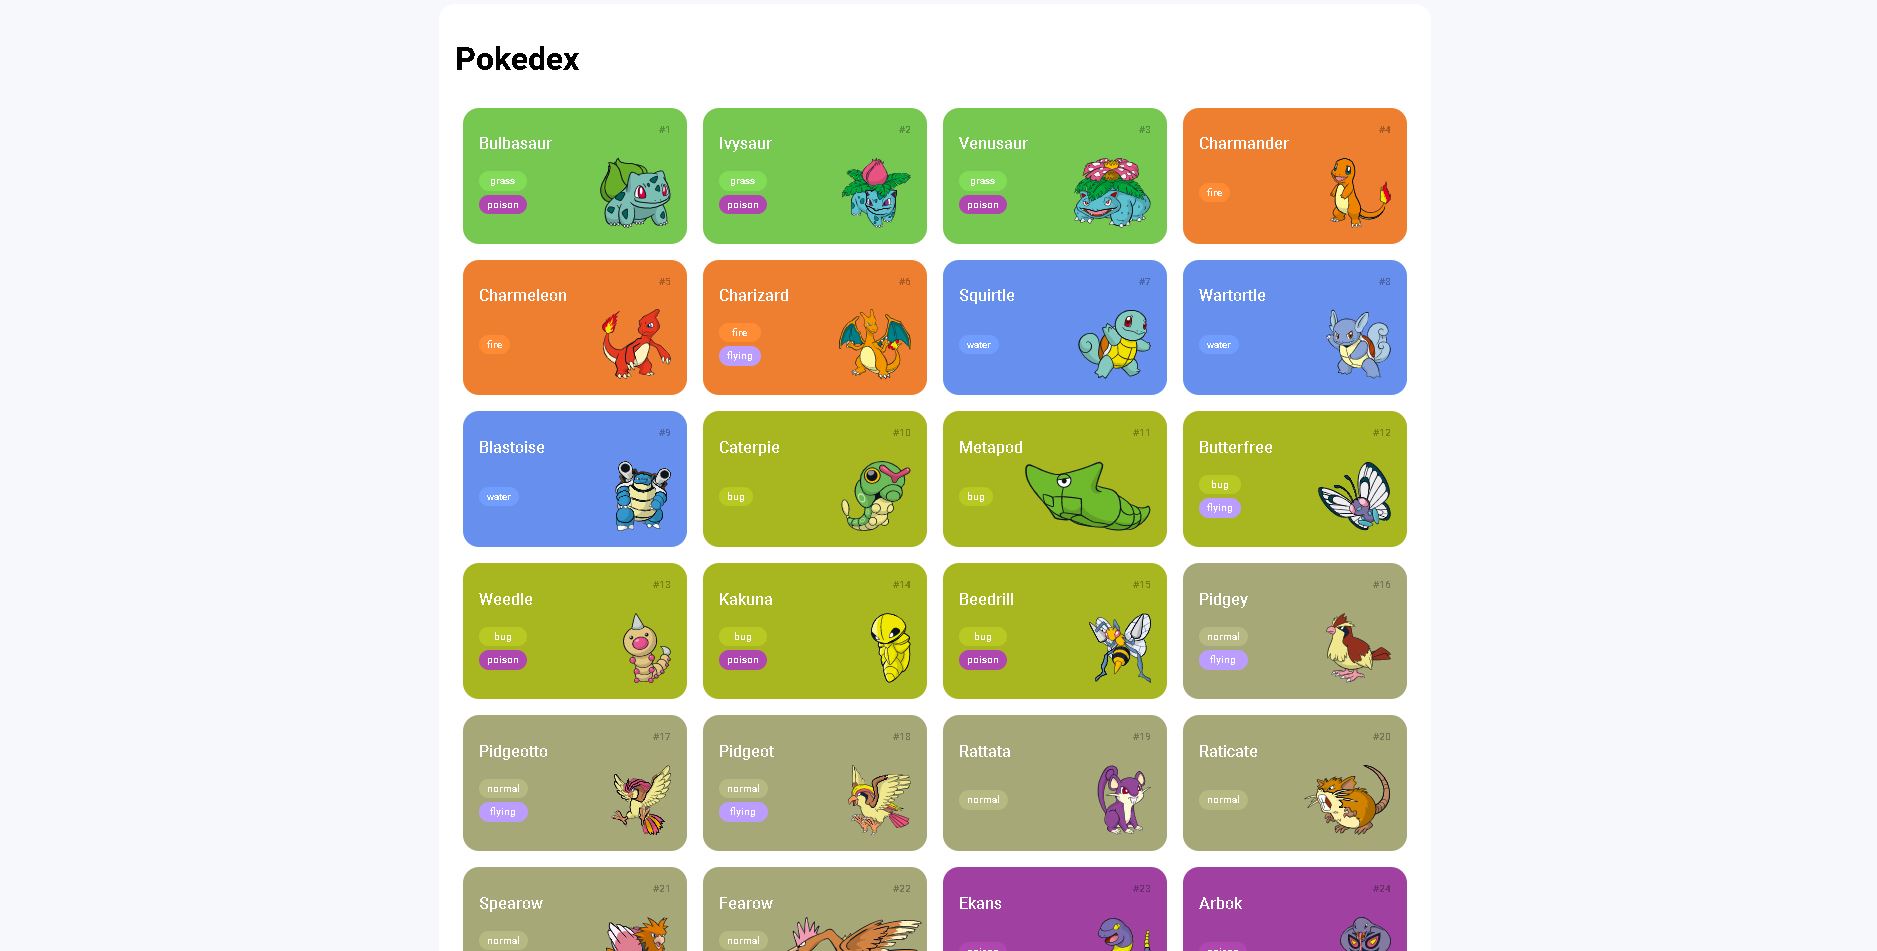 Pokedex
#1
Bulbasaur
grass
poison
#2
Ivysaur
grass
poison
#3
Venusaur
grass
poison
#4
Charmander
fire
#5
Charmeleon
fire
#6
Charizard
fire
flying
#7
Squirtle
water
#8
Wartortle
water
#9
Blastoise
water
#10
Caterpie
bug
#11
Metapod
bug
#12
Butterfree
bug
flying
#13
Weedle
bug
poison
#14
Kakuna
bug
poison
#15
Beedrill
bug
poison
#16
Pidgey
normal
flying
#17
Pidgeotto
normal
flying
#18
Pidgeot
normal
flying
#19
Rattata
normal
#20
Raticate
normal
#21
Spearow
normal
#22
Fearow
normal
#23
Ekans
#24
Arbok